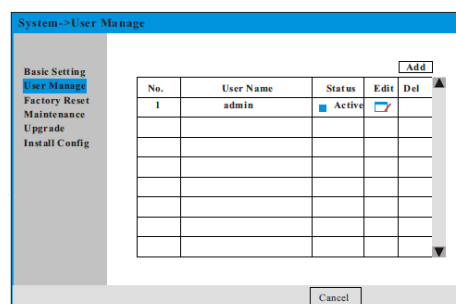 System->User Manage
Add
Basic Setting
User Manage
Factory Reset
Maintenance
Upgrade
Install Config
No. User Name Status Edit Del
1 admin Active
Cancel